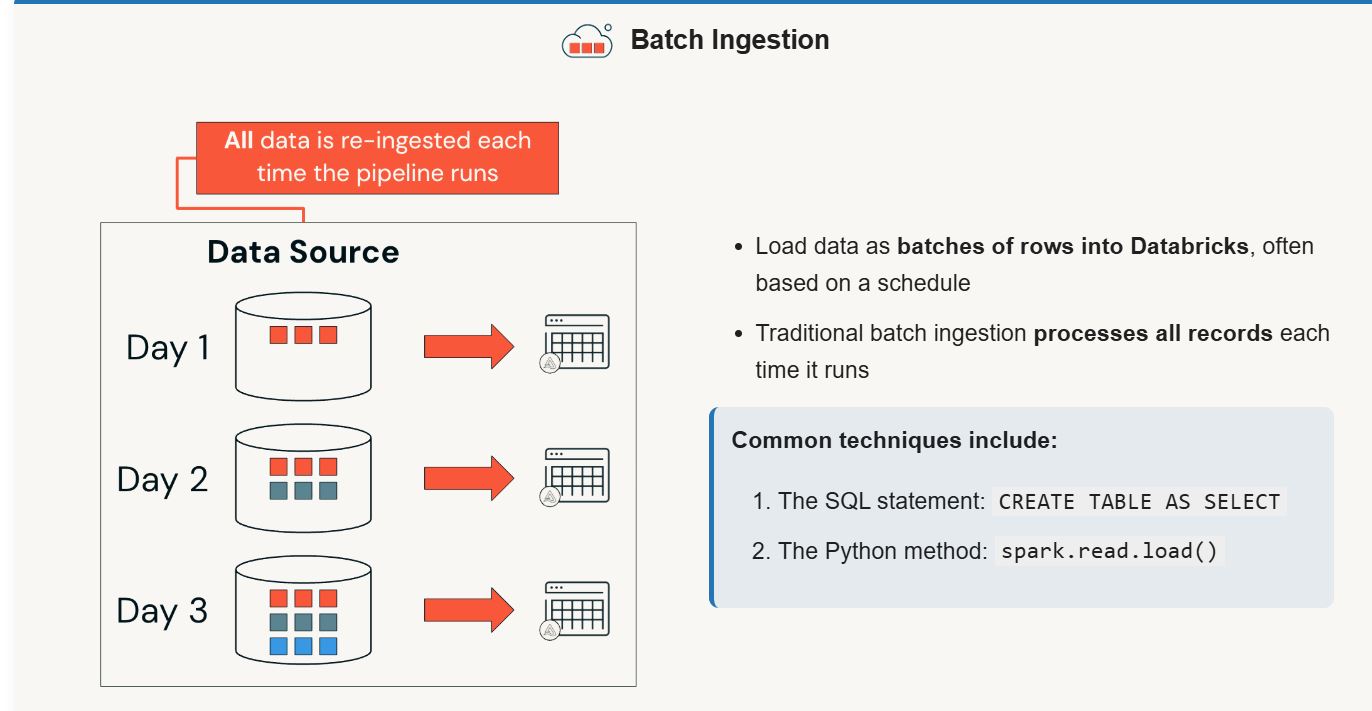 Batch Ingestion
All data is re-ingested each
time the pipeline runs
Data Source
Day 1
Day 2
Day 3
• Load data as batches of rows into Databricks, often
based on a schedule
• Traditional batch ingestion processes all records each
time it runs
Common techniques include:
1. The SQL statement: CREATE TABLE AS SELECT
2. The Python method: spark.read.load()